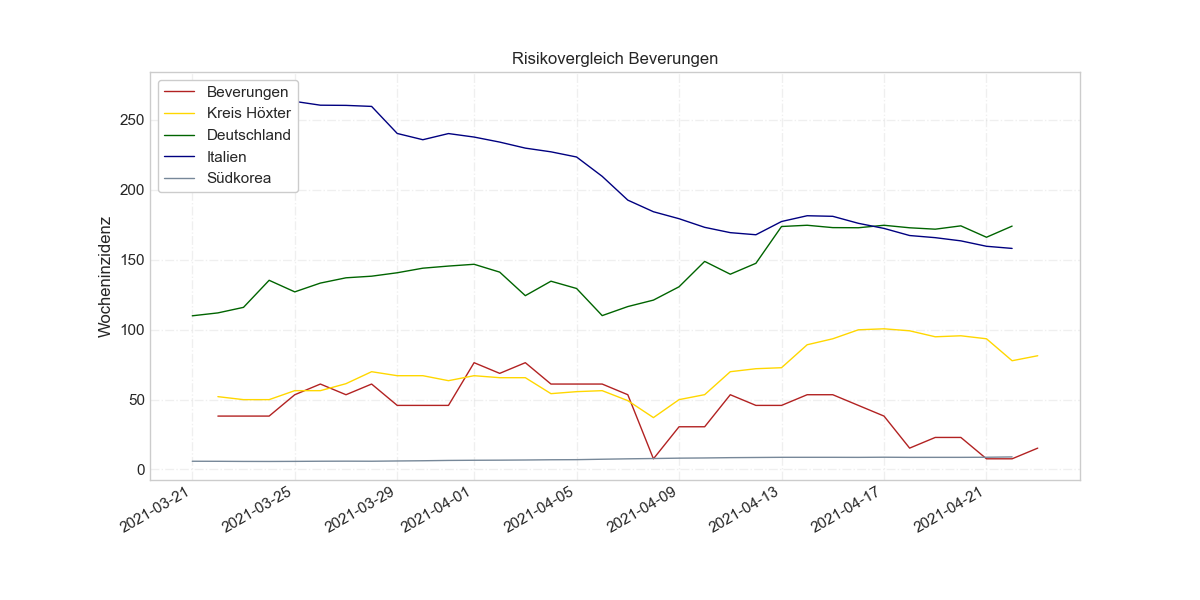 Risikovergleich Beverungen
Beverungen
Kreis Höxter
Deutschland
Italien
Südkorea
Wocheninzidenz
250
200
150
100
50
0
2021-03-21
2021-03-25
2021-03-29
2021-04-01
2021-04-05
2021-04-09
2021-04-13
2021-04-17
2021-04-21